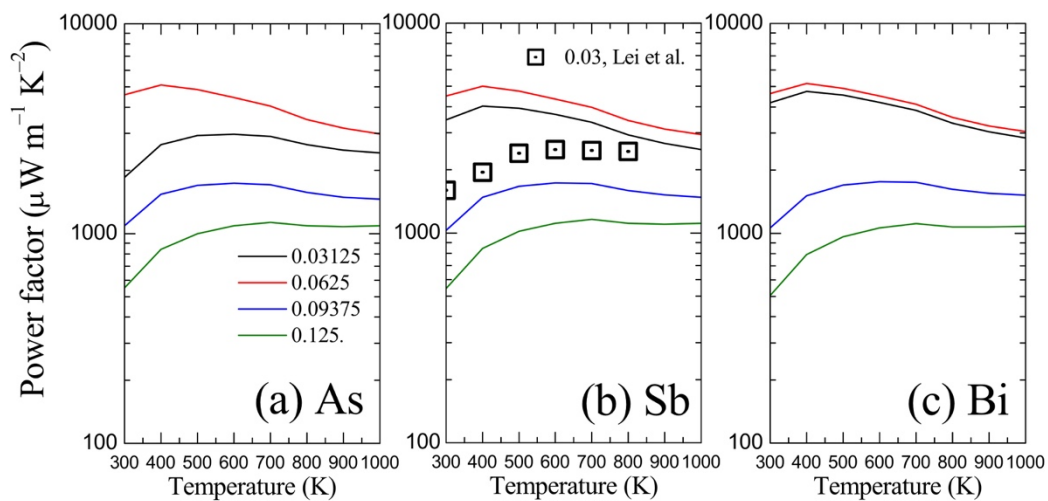 10000
10000
10000
0.03, Lei et al.
Power factor (μW m⁻¹ K⁻²)
1000
1000
1000
0.03125
0.0625
0.09375
0.125.
(a) As
(b) Sb
(c) Bi
100
100
100
300 400 500 600 700 800 900 1000
300 400 500 600 700 800 900 1000
300 400 500 600 700 800 900 1000
Temperature (K)
Temperature (K)
Temperature (K)